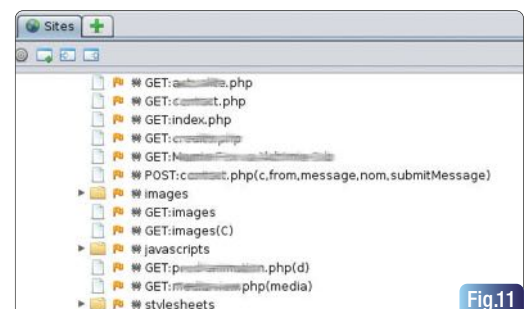 Sites
GET: .php
GET: .php
GET:index.php
GET:
GET:
POST: .php(c,from,message,nom,submitMessage)
images
GET:images
GET:images(C)
javascripts
GET: .php(d)
GET: php(media)
stylesheets
Fig.11